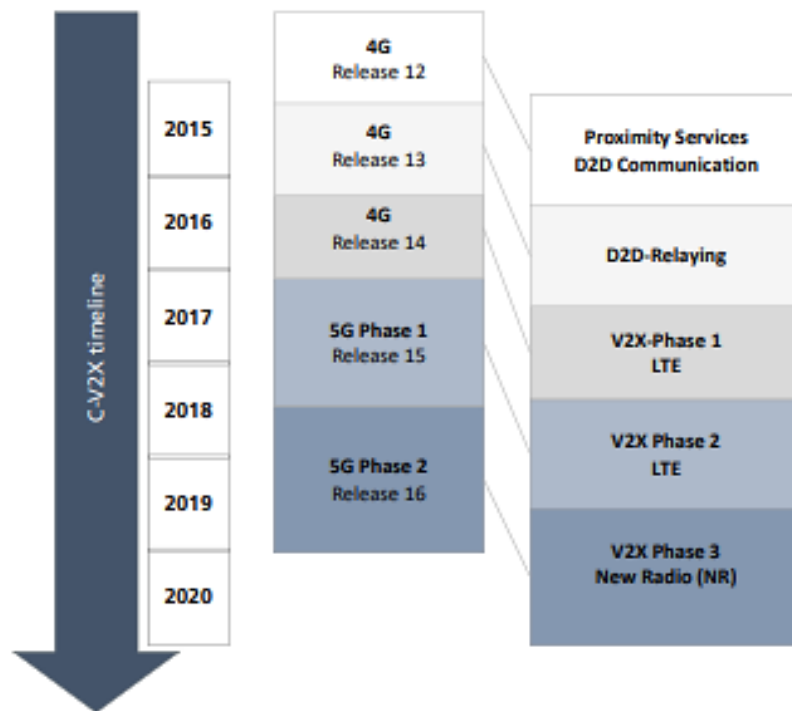 C-V2X timeline
2015
2016
2017
2018
2019
2020
4G
Release 12
4G
Release 13
4G
Release 14
5G Phase 1
Release 15
5G Phase 2
Release 16
Proximity Services
D2D Communication
D2D-Relaying
V2X-Phase 1
LTE
V2X Phase 2
LTE
V2X Phase 3
New Radio (NR)